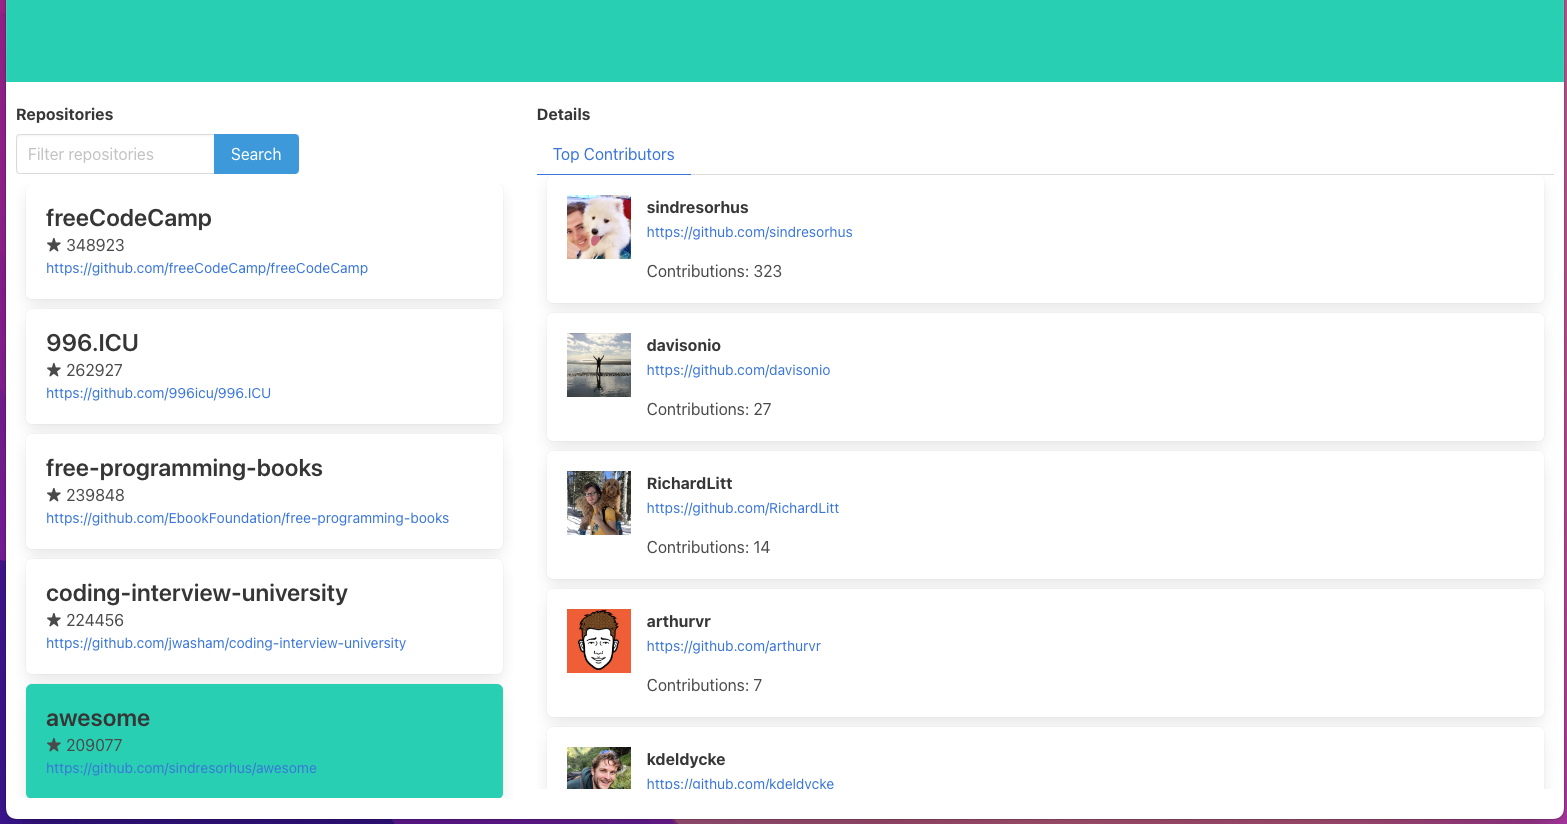 Repositories
Filter repositories
Search
freeCodeCamp
★ 348923
https://github.com/freeCodeCamp/freeCodeCamp
996.ICU
★ 262927
https://github.com/996icu/996.ICU
free-programming-books
★ 239848
https://github.com/EbookFoundation/free-programming-books
coding-interview-university
★ 224456
https://github.com/jwasham/coding-interview-university
awesome
★ 209077
https://github.com/sindresorhus/awesome
Details
Top Contributors
sindresorhus
https://github.com/sindresorhus
Contributions: 323
davisonio
https://github.com/davisonio
Contributions: 27
RichardLitt
https://github.com/RichardLitt
Contributions: 14
arthurvr
https://github.com/arthurvr
Contributions: 7
kdeldycke
https://github.com/kdeldycke